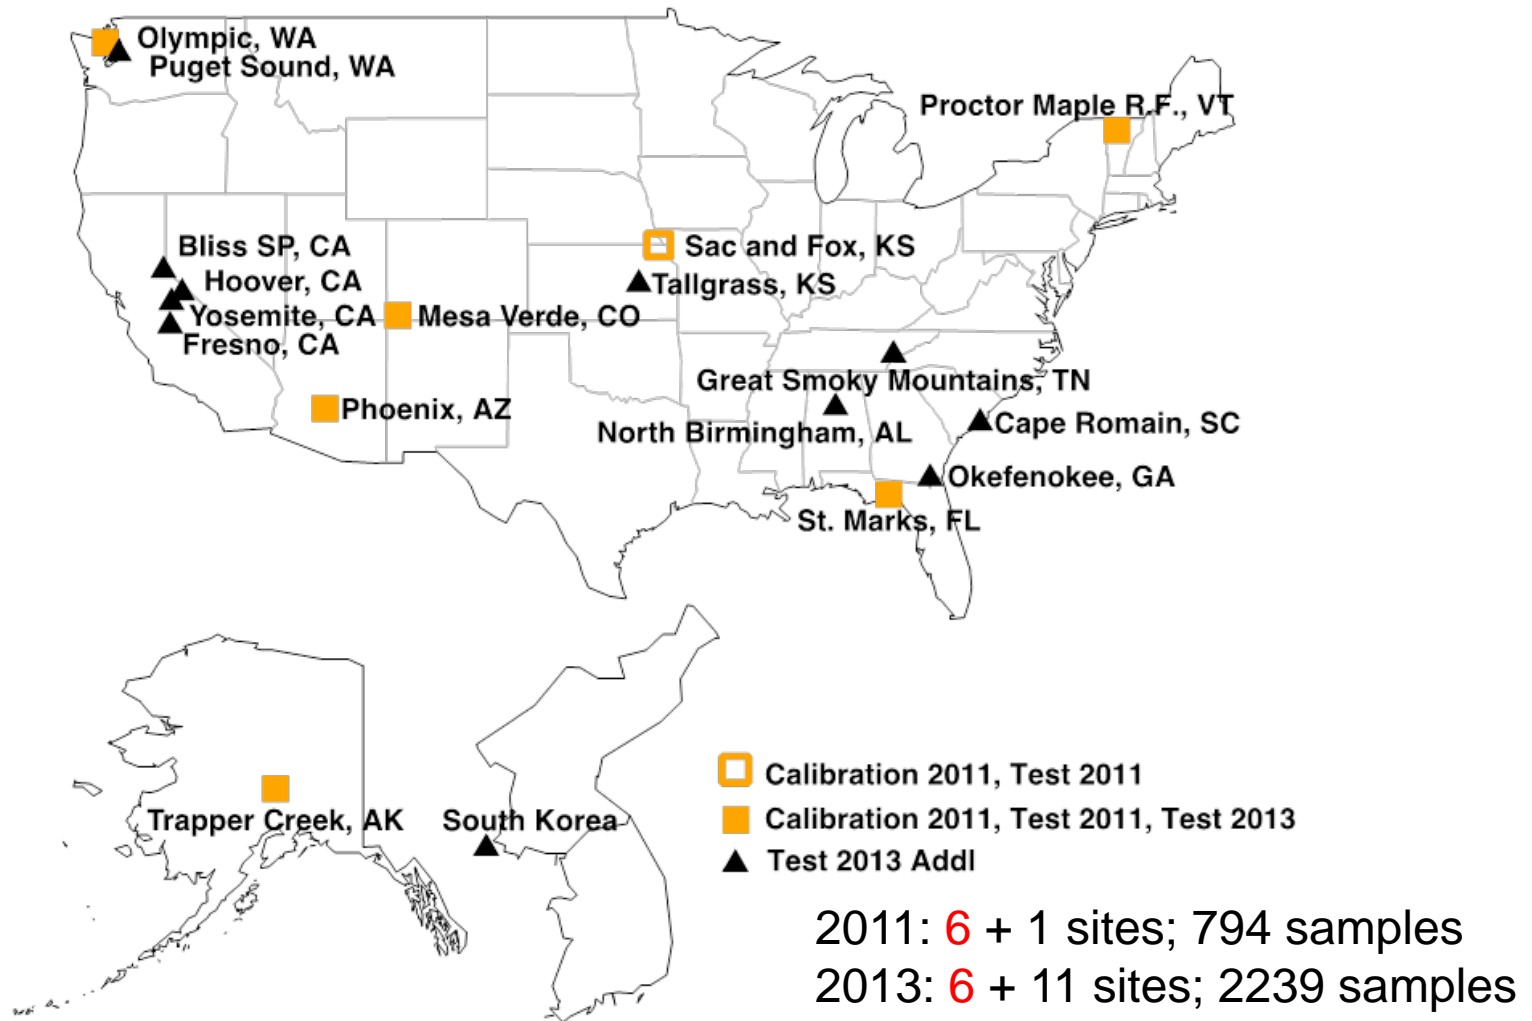 Olympic, WA
Puget Sound, WA
Proctor Maple R.F., VT
Bliss SP, CA
Sac and Fox, KS
Hoover, CA
Tallgrass, KS
Yosemite, CA
Mesa Verde, CO
Fresno, CA
Great Smoky Mountains, TN
Phoenix, AZ
Cape Romain, SC
North Birmingham, AL
Okefenokee, GA
St. Marks, FL
Calibration 2011, Test 2011
Trapper Creek, AK
South Korea
Calibration 2011, Test 2011, Test 2013
Test 2013 Addl
2011: 6 + 1 sites; 794 samples
2013: 6 + 11 sites; 2239 samples